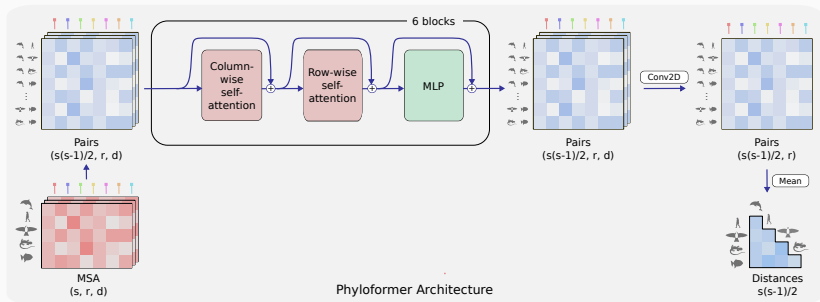 6 blocks
Column-
wise
self-
attention
Row-wise
self-
attention
MLP
Conv2D
Pairs
(s(s-1)/2, r, d)
Pairs
(s(s-1)/2, r, d)
Pairs
(s(s-1)/2, r)
Mean
MSA
(s, r, d)
Distances
s(s-1)/2
Phyloformer Architecture